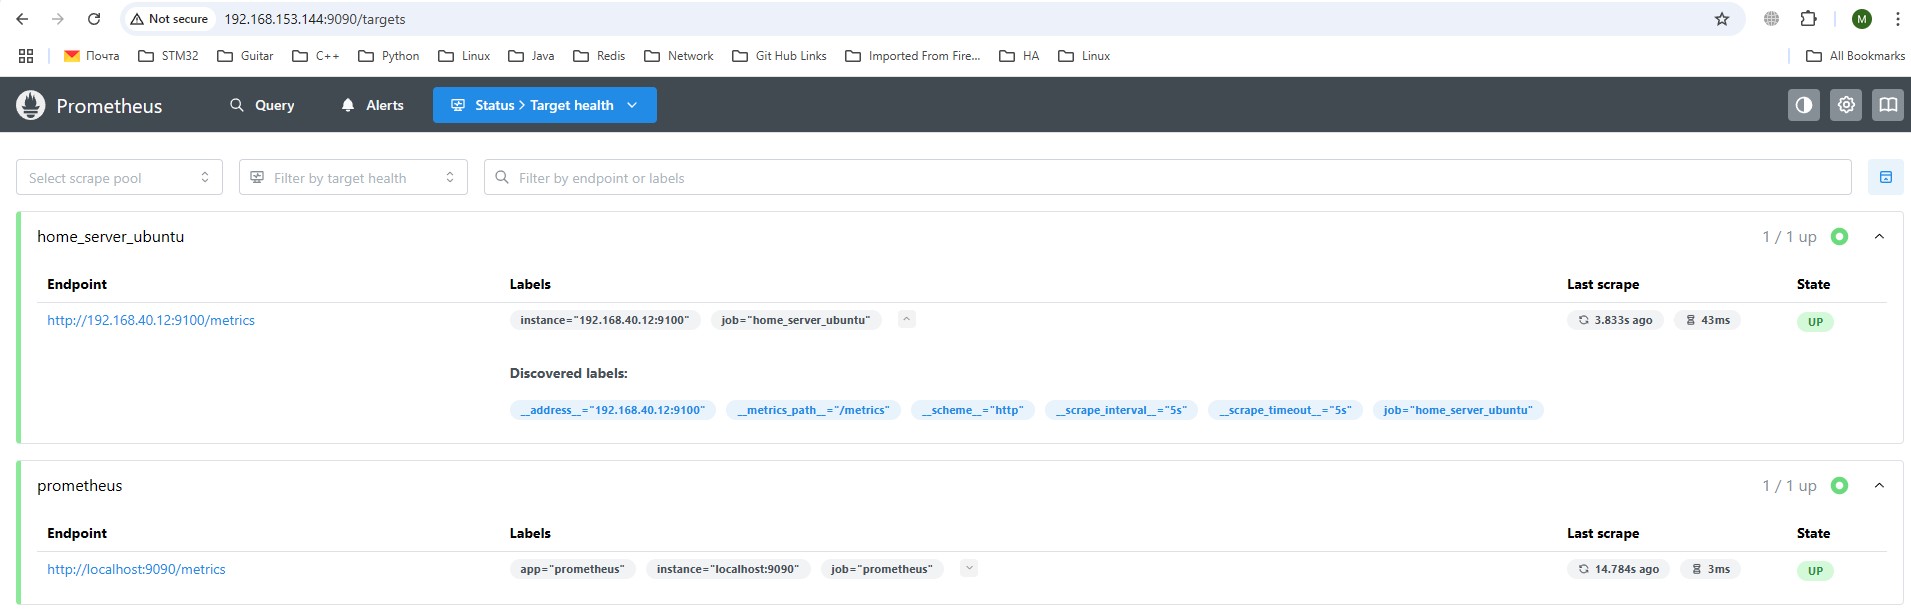 Not secure 192.168.153.144:9090/targets M
Почта STM32 Guitar C++ Python Linux Java Redis Network Git Hub Links Imported From Fire... HA Linux All Bookmarks
Prometheus Query Alerts Status > Target health
Select scrape pool Filter by target health Filter by endpoint or labels
home_server_ubuntu 1 / 1 up
Endpoint Labels Last scrape State
http://192.168.40.12:9100/metrics instance="192.168.40.12:9100" job="home_server_ubuntu" 3.833s ago 43ms UP
Discovered labels:
__address__="192.168.40.12:9100" __metrics_path__="/metrics" __scheme__="http" __scrape_interval__="5s" __scrape_timeout__="5s" job="home_server_ubuntu"
prometheus 1 / 1 up
Endpoint Labels Last scrape State
http://localhost:9090/metrics app="prometheus" instance="localhost:9090" job="prometheus" 14.784s ago 3ms UP